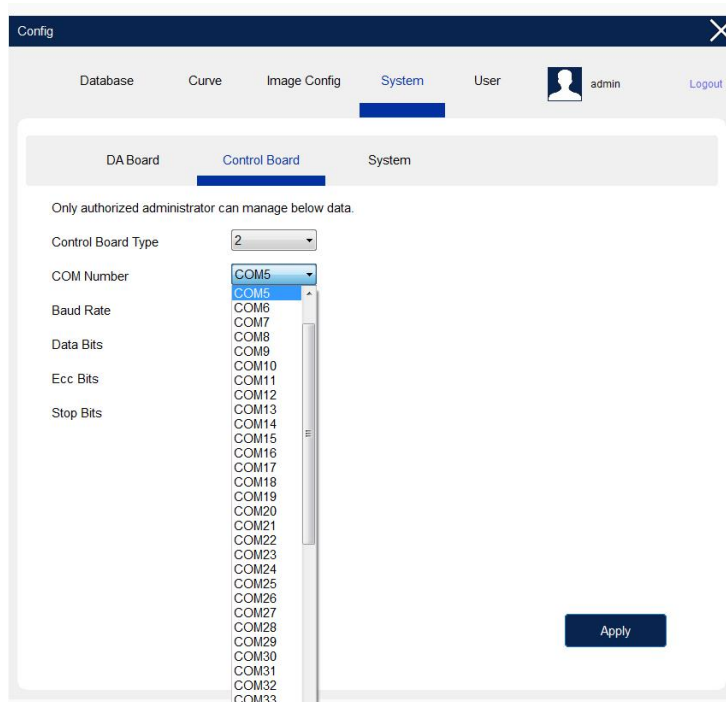 Config
Database Curve Image Config System User admin Logout
DA Board Control Board System
Only authorized administrator can manage below data.
Control Board Type 2
COM Number COM5
Baud Rate
Data Bits
Ecc Bits
Stop Bits
COM5
COM6
COM7
COM8
COM9
COM10
COM11
COM12
COM13
COM14
COM15
COM16
COM17
COM18
COM19
COM20
COM21
COM22
COM23
COM24
COM25
COM26
COM27
COM28
COM29
COM30
COM31
COM32
COM33
Apply